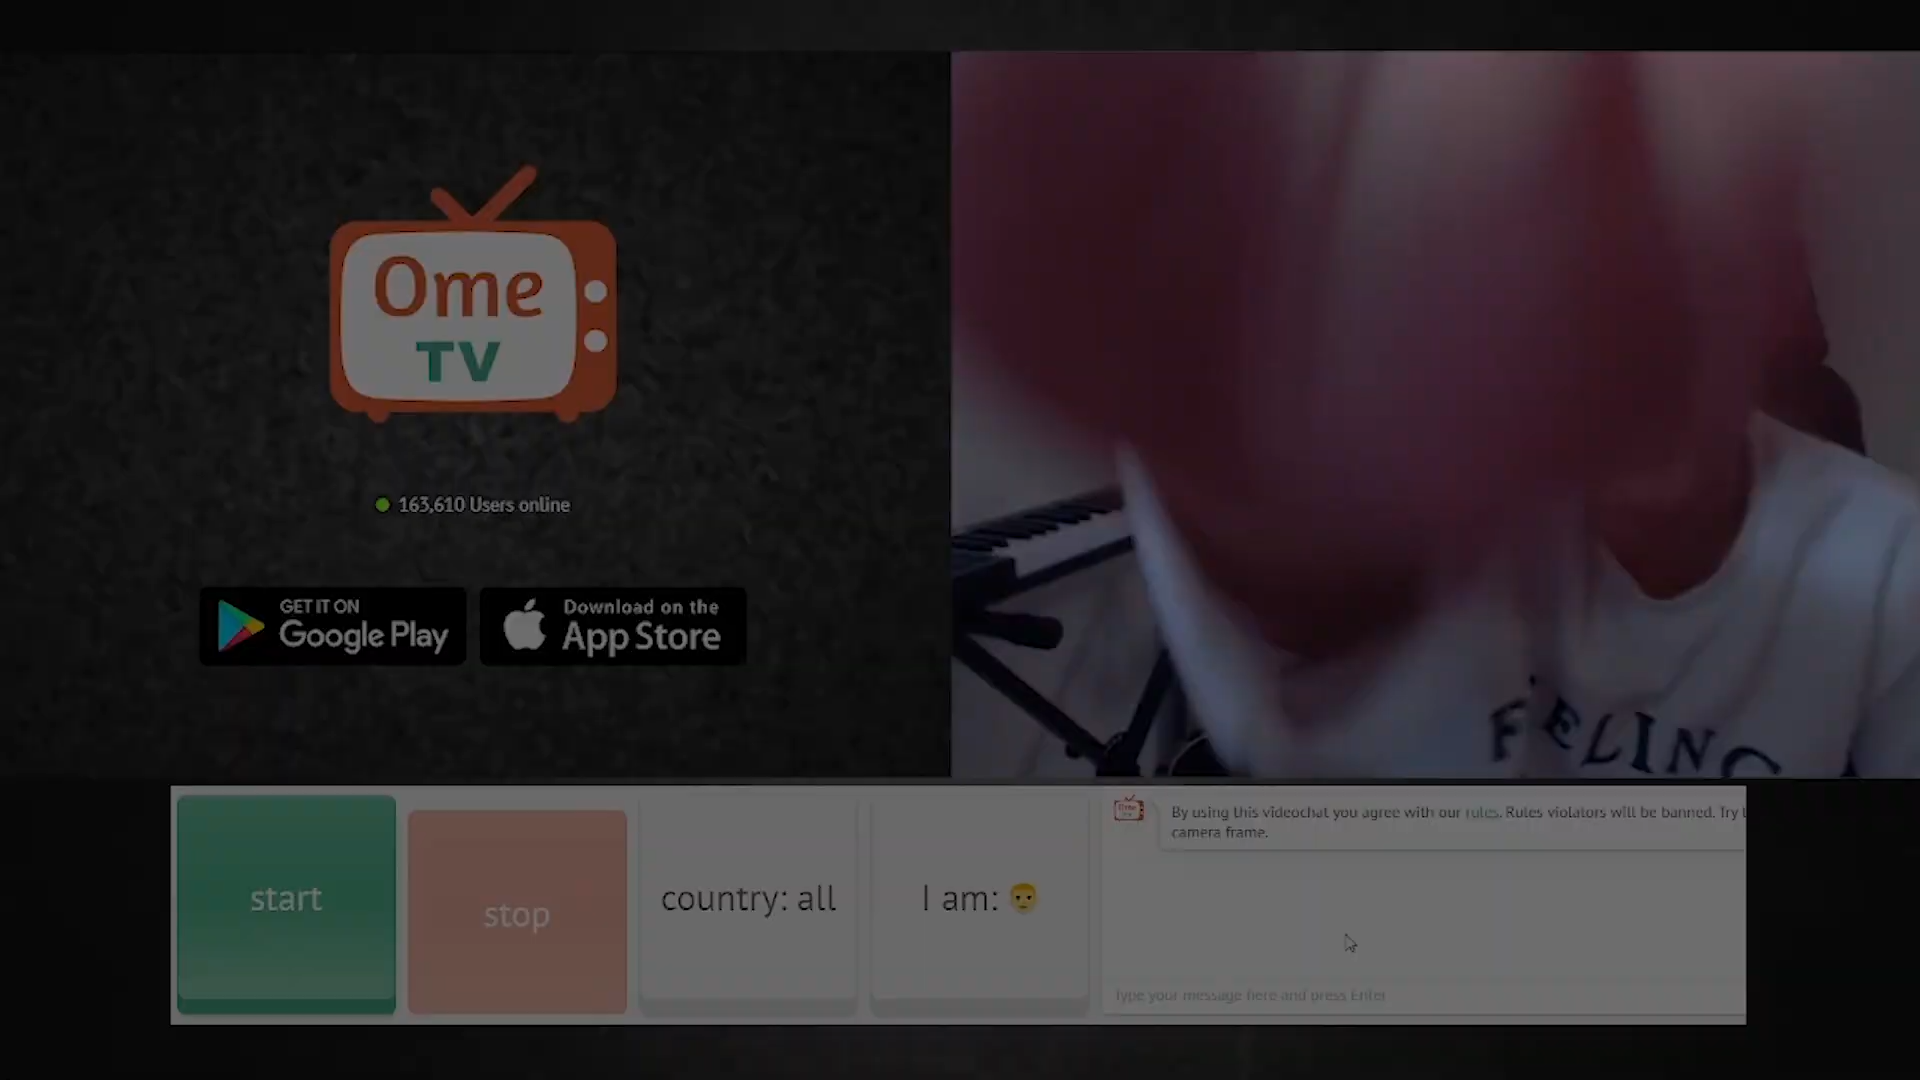 Ome
TV
163,610 Users online
GET IT ON
Google Play
Download on the
App Store
FELING
start
stop
country: all
I am:
By using this videochat you agree with our rules. Rules violators will be banned. Try
camera frame.
Type your message here and press Enter